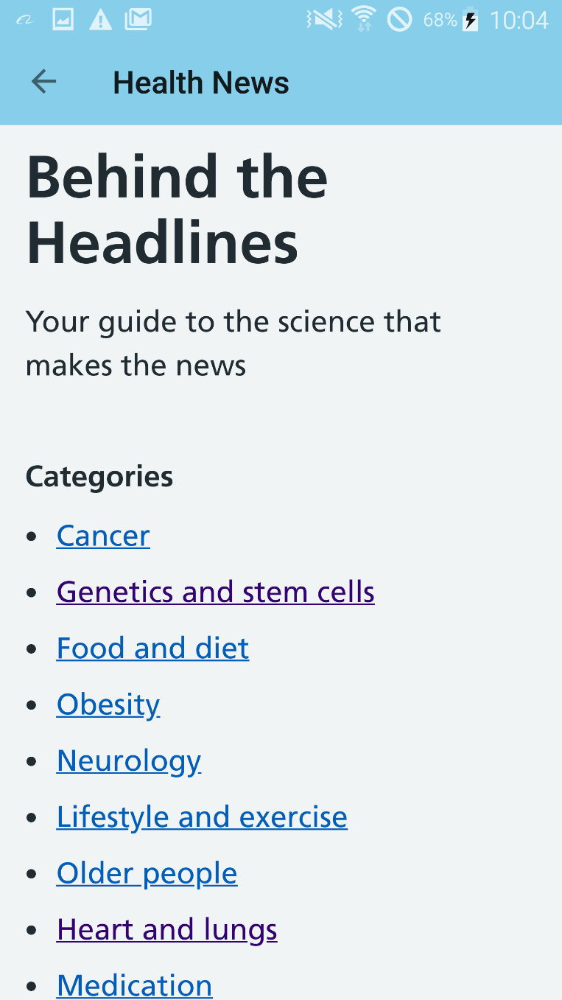 68% 10:04
Health News
Behind the
Headlines
Your guide to the science that
makes the news
Categories
• Cancer
• Genetics and stem cells
• Food and diet
• Obesity
• Neurology
• Lifestyle and exercise
• Older people
• Heart and lungs
• Medication